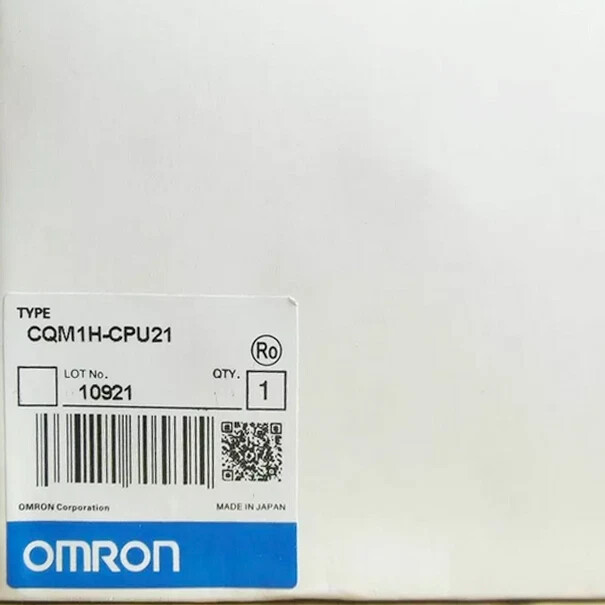 TYPE
CQM1H-CPU21
Ro
LOT No.
QTY.
10921
1
OMRON Corporation
MADE IN JAPAN
OMRON